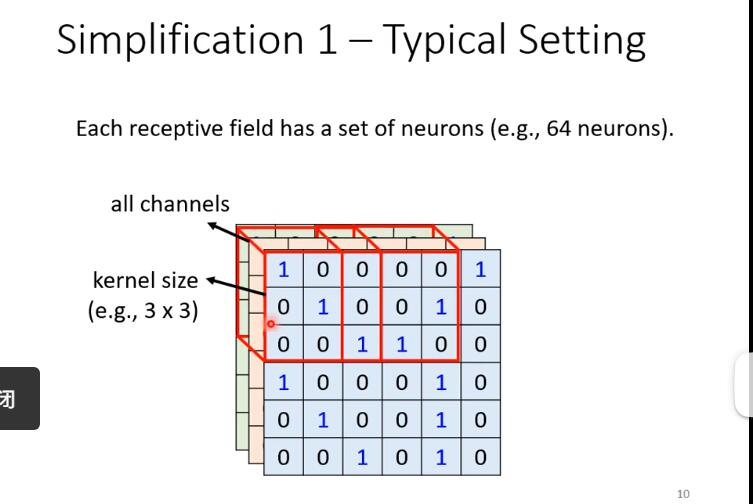 Simplification 1 – Typical Setting
Each receptive field has a set of neurons (e.g., 64 neurons).
all channels
kernel size
(e.g., 3 x 3)
1 0 0 0 0 1
0 1 0 0 1 0
0 0 1 1 0 0
1 0 0 0 1 0
0 1 0 0 1 0
0 0 1 0 1 0
闭
10